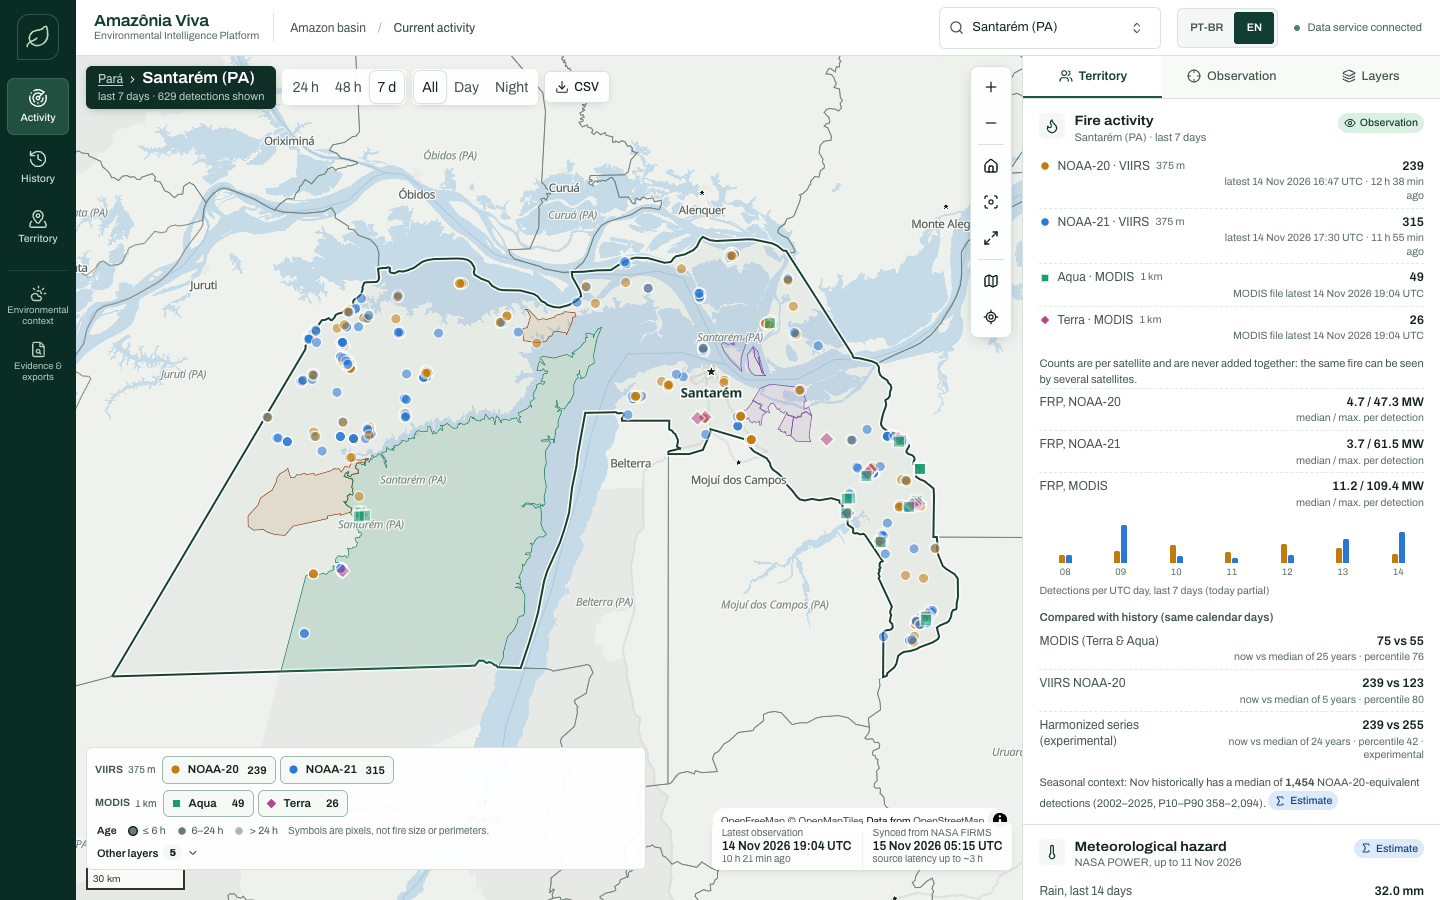 Amazônia Viva
Environmental Intelligence Platform
Amazon basin / Current activity
Santarém (PA)
PT-BR
EN
Data service connected
Activity
History
Territory
Environmental
context
Evidence &
exports
Pará › Santarém (PA)
last 7 days · 629 detections shown
24 h
48 h
7 d
All
Day
Night
CSV
Oriximiná
Óbidos (PA)
Óbidos
Curuá
Curuá (PA)
Alenquer
Monte Aleg
ta (PA)
ta
Juruti
Juruti (PA)
Santarém (PA)
Santarém
Belterra
Mojuí dos Campos
Santarém (PA)
Santarém (PA)
Belterra (PA)
Mojuí dos Campos (PA)
Uruará
VIIRS 375 m
NOAA-20 239
NOAA-21 315
MODIS 1 km
Aqua 49
Terra 26
Age
≤ 6 h
6–24 h
> 24 h
Symbols are pixels, not fire size or perimeters.
Other layers 5
30 km
OpenFreeMap © OpenMapTiles Data from OpenStreetMap
Latest observation
14 Nov 2026 19:04 UTC
10 h 21 min ago
Synced from NASA FIRMS
15 Nov 2026 05:15 UTC
source latency up to ~3 h
Territory
Observation
Layers
Fire activity
Santarém (PA) · last 7 days
Observation
NOAA-20 · VIIRS 375 m 239
latest 14 Nov 2026 16:47 UTC · 12 h 38 min
ago
NOAA-21 · VIIRS 375 m 315
latest 14 Nov 2026 17:30 UTC · 11 h 55 min
ago
Aqua · MODIS 1 km 49
MODIS file latest 14 Nov 2026 19:04 UTC
Terra · MODIS 1 km 26
MODIS file latest 14 Nov 2026 19:04 UTC
Counts are per satellite and are never added together: the same fire can be seen
by several satellites.
FRP, NOAA-20 4.7 / 47.3 MW
median / max. per detection
FRP, NOAA-21 3.7 / 61.5 MW
median / max. per detection
FRP, MODIS 11.2 / 109.4 MW
median / max. per detection
08 09 10 11 12 13 14
Detections per UTC day, last 7 days (today partial)
Compared with history (same calendar days)
MODIS (Terra & Aqua) 75 vs 55
now vs median of 25 years · percentile 76
VIIRS NOAA-20 239 vs 123
now vs median of 5 years · percentile 80
Harmonized series
(experimental)
239 vs 255
now vs median of 24 years · percentile 42 ·
experimental
Seasonal context: Nov historically has a median of 1,454 NOAA-20-equivalent
detections (2002–2025, P10–P90 358–2,094). Estimate
Meteorological hazard
NASA POWER, up to 11 Nov 2026
Estimate
Rain, last 14 days 32.0 mm